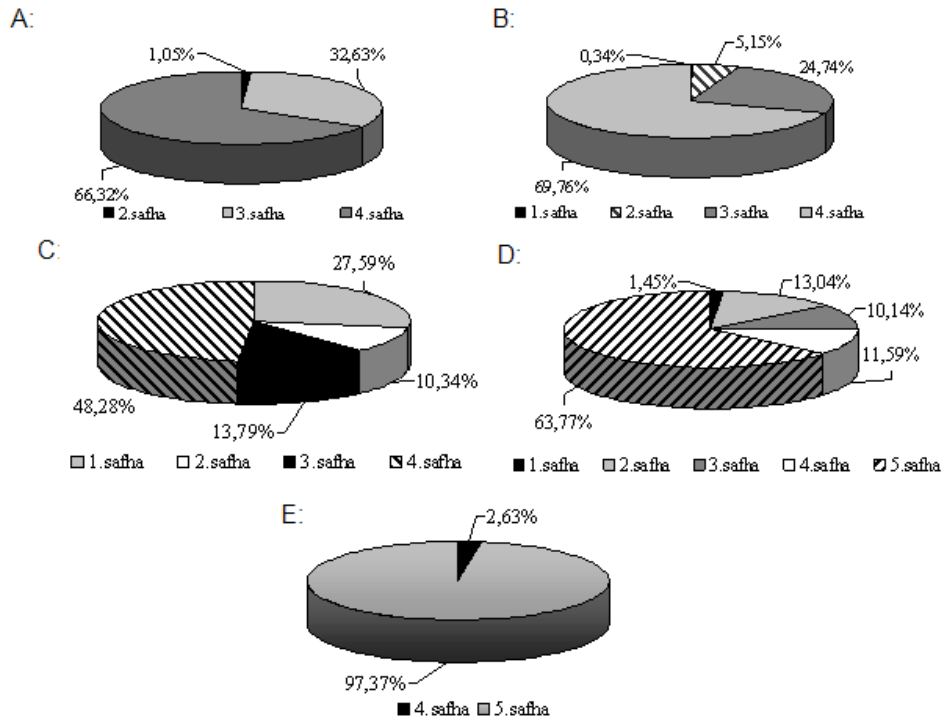 A:
1,05%
32,63%
66,32%
2.safha 3.safha 4.safha
B:
0,34%
5,15%
24,74%
69,76%
1.safha 2.safha 3.safha 4.safha
C:
27,59%
10,34%
13,79%
48,28%
1.safha 2.safha 3.safha 4.safha
D:
1,45%
13,04%
10,14%
11,59%
63,77%
1.safha 2.safha 3.safha 4.safha 5.safha
E:
2,63%
97,37%
4.safha 5.safha